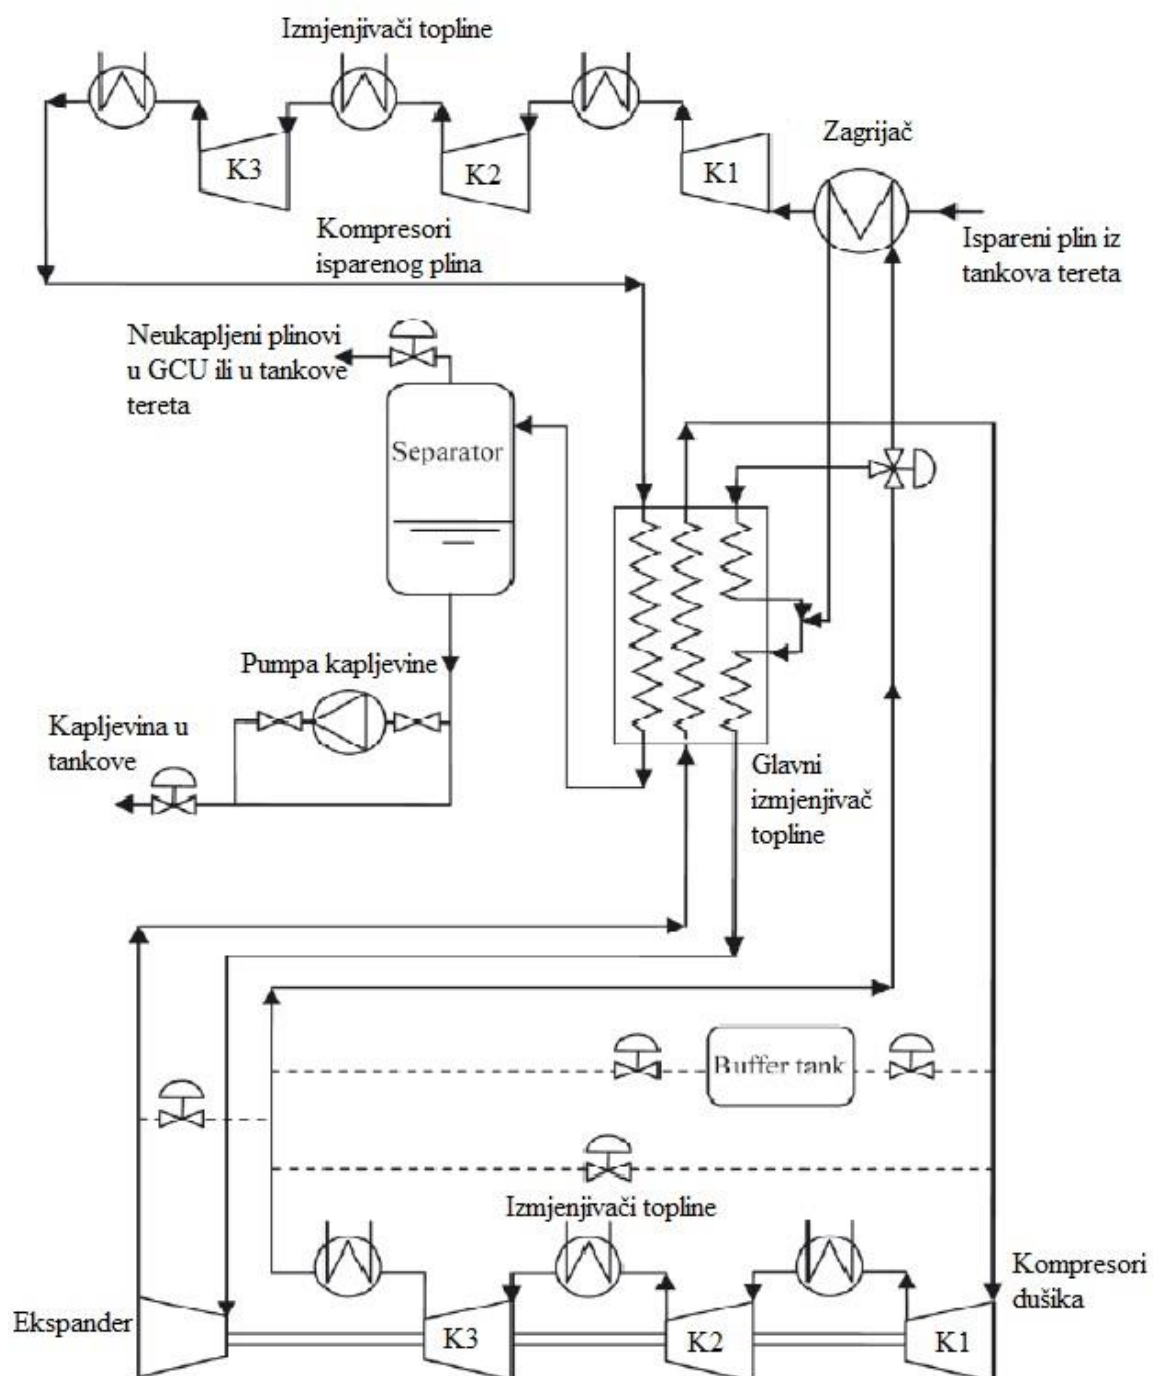 Izmjenjivači topline
Zagrijač
K3
K2
K1
Kompresori
isparenog plina
Ispareni plin iz
tankova tereta
Neukapljeni plinovi
u GCU ili u tankove
tereta
Separator
Pumpa kapljevine
Kapljevina u
tankove
Glavni
izmjenjivač
topline
Buffer tank
Izmjenjivači topline
Kompresori
dušika
Ekspander
K3
K2
K1